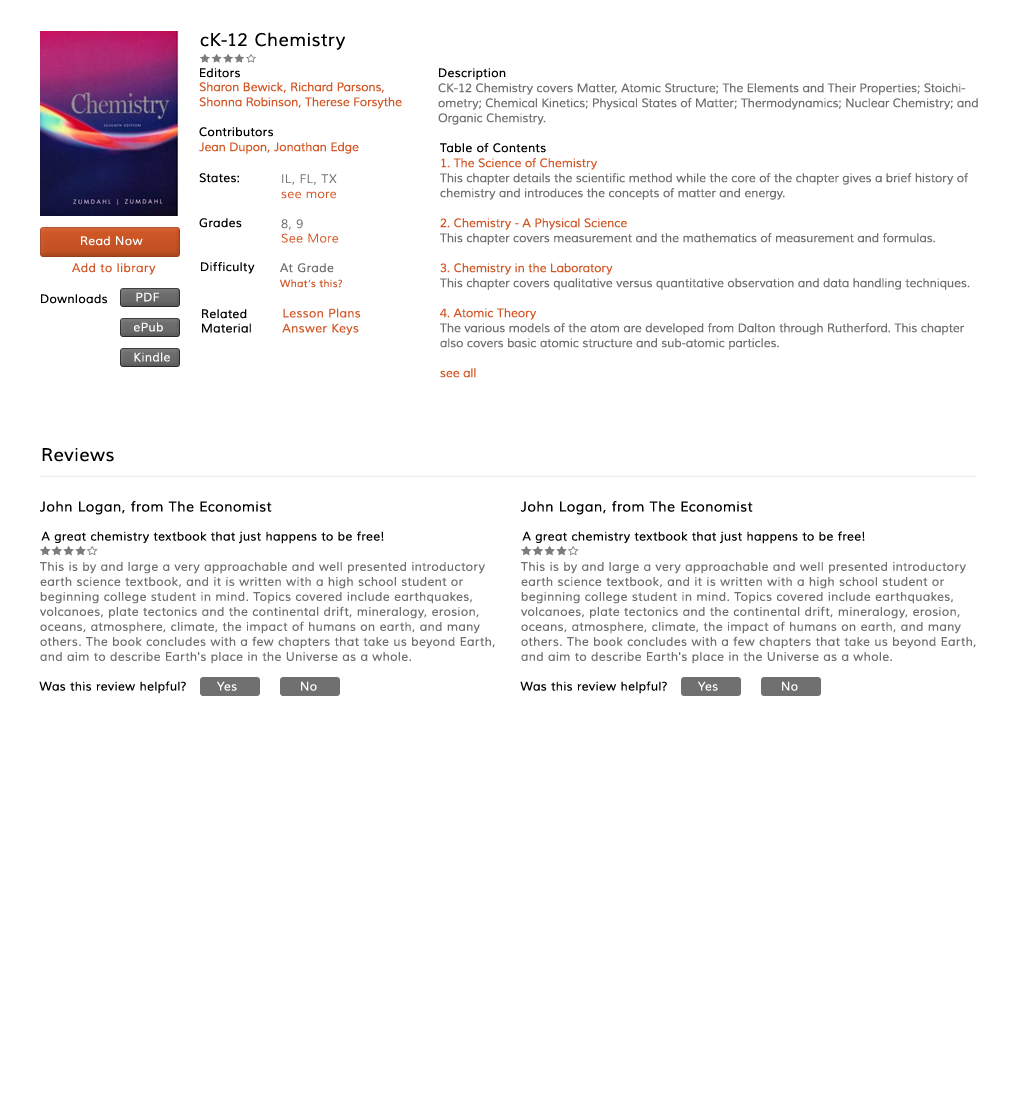 Chemistry
SEVENTH EDITION
ZUMDAHL | ZUMDAHL
Read Now
Add to library
Downloads PDF
ePub
Kindle
cK-12 Chemistry
Editors
Sharon Bewick, Richard Parsons,
Shonna Robinson, Therese Forsythe
Contributors
Jean Dupon, Jonathan Edge
States: IL, FL, TX
see more
Grades 8, 9
See More
Difficulty At Grade
What's this?
Related Lesson Plans
Material Answer Keys
Description
CK-12 Chemistry covers Matter, Atomic Structure; The Elements and Their Properties; Stoichi-
ometry; Chemical Kinetics; Physical States of Matter; Thermodynamics; Nuclear Chemistry; and
Organic Chemistry.
Table of Contents
1. The Science of Chemistry
This chapter details the scientific method while the core of the chapter gives a brief history of
chemistry and introduces the concepts of matter and energy.
2. Chemistry - A Physical Science
This chapter covers measurement and the mathematics of measurement and formulas.
3. Chemistry in the Laboratory
This chapter covers qualitative versus quantitative observation and data handling techniques.
4. Atomic Theory
The various models of the atom are developed from Dalton through Rutherford. This chapter
also covers basic atomic structure and sub-atomic particles.
see all
Reviews
John Logan, from The Economist
A great chemistry textbook that just happens to be free!
This is by and large a very approachable and well presented introductory
earth science textbook, and it is written with a high school student or
beginning college student in mind. Topics covered include earthquakes,
volcanoes, plate tectonics and the continental drift, mineralogy, erosion,
oceans, atmosphere, climate, the impact of humans on earth, and many
others. The book concludes with a few chapters that take us beyond Earth,
and aim to describe Earth's place in the Universe as a whole.
Was this review helpful? Yes No
John Logan, from The Economist
A great chemistry textbook that just happens to be free!
This is by and large a very approachable and well presented introductory
earth science textbook, and it is written with a high school student or
beginning college student in mind. Topics covered include earthquakes,
volcanoes, plate tectonics and the continental drift, mineralogy, erosion,
oceans, atmosphere, climate, the impact of humans on earth, and many
others. The book concludes with a few chapters that take us beyond Earth,
and aim to describe Earth's place in the Universe as a whole.
Was this review helpful? Yes No